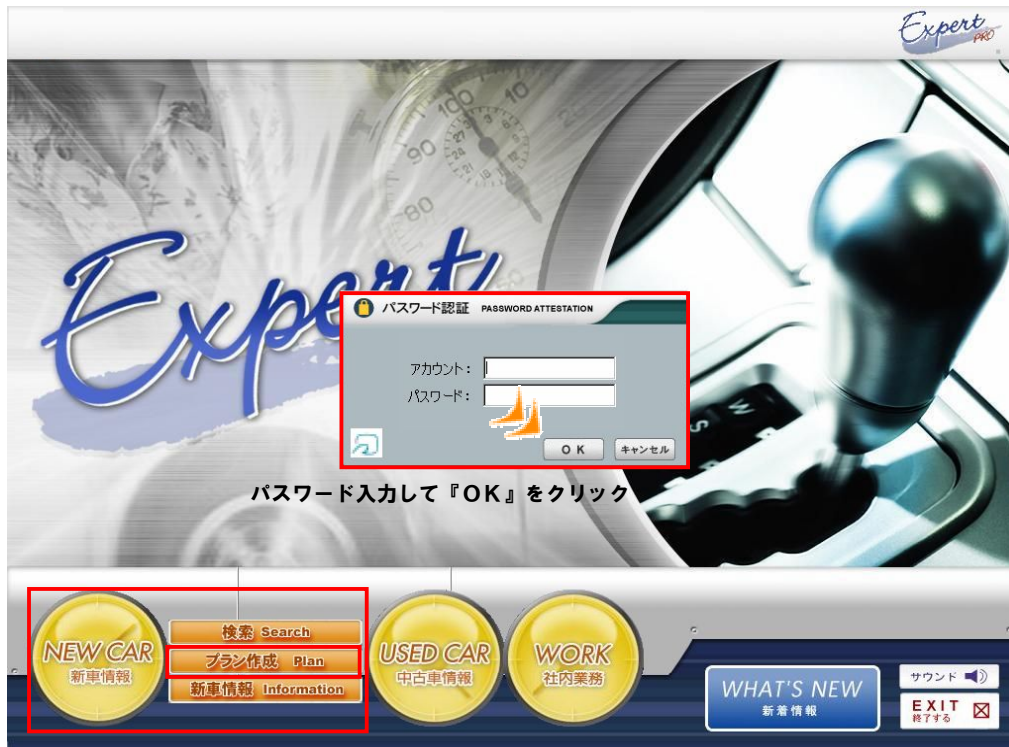 Expert
PRO
100
10
90
80
Expert
パスワード認証 PASSWORD ATTESTATION
アカウント：
パスワード：
OK キャンセル
パスワード入力して『OK』をクリック
NEW CAR
新車情報
検索 Search
プラン作成 Plan
新車情報 Information
USED CAR
中古車情報
WORK
社内業務
WHAT'S NEW
新着情報
サウンド
EXIT
終了する